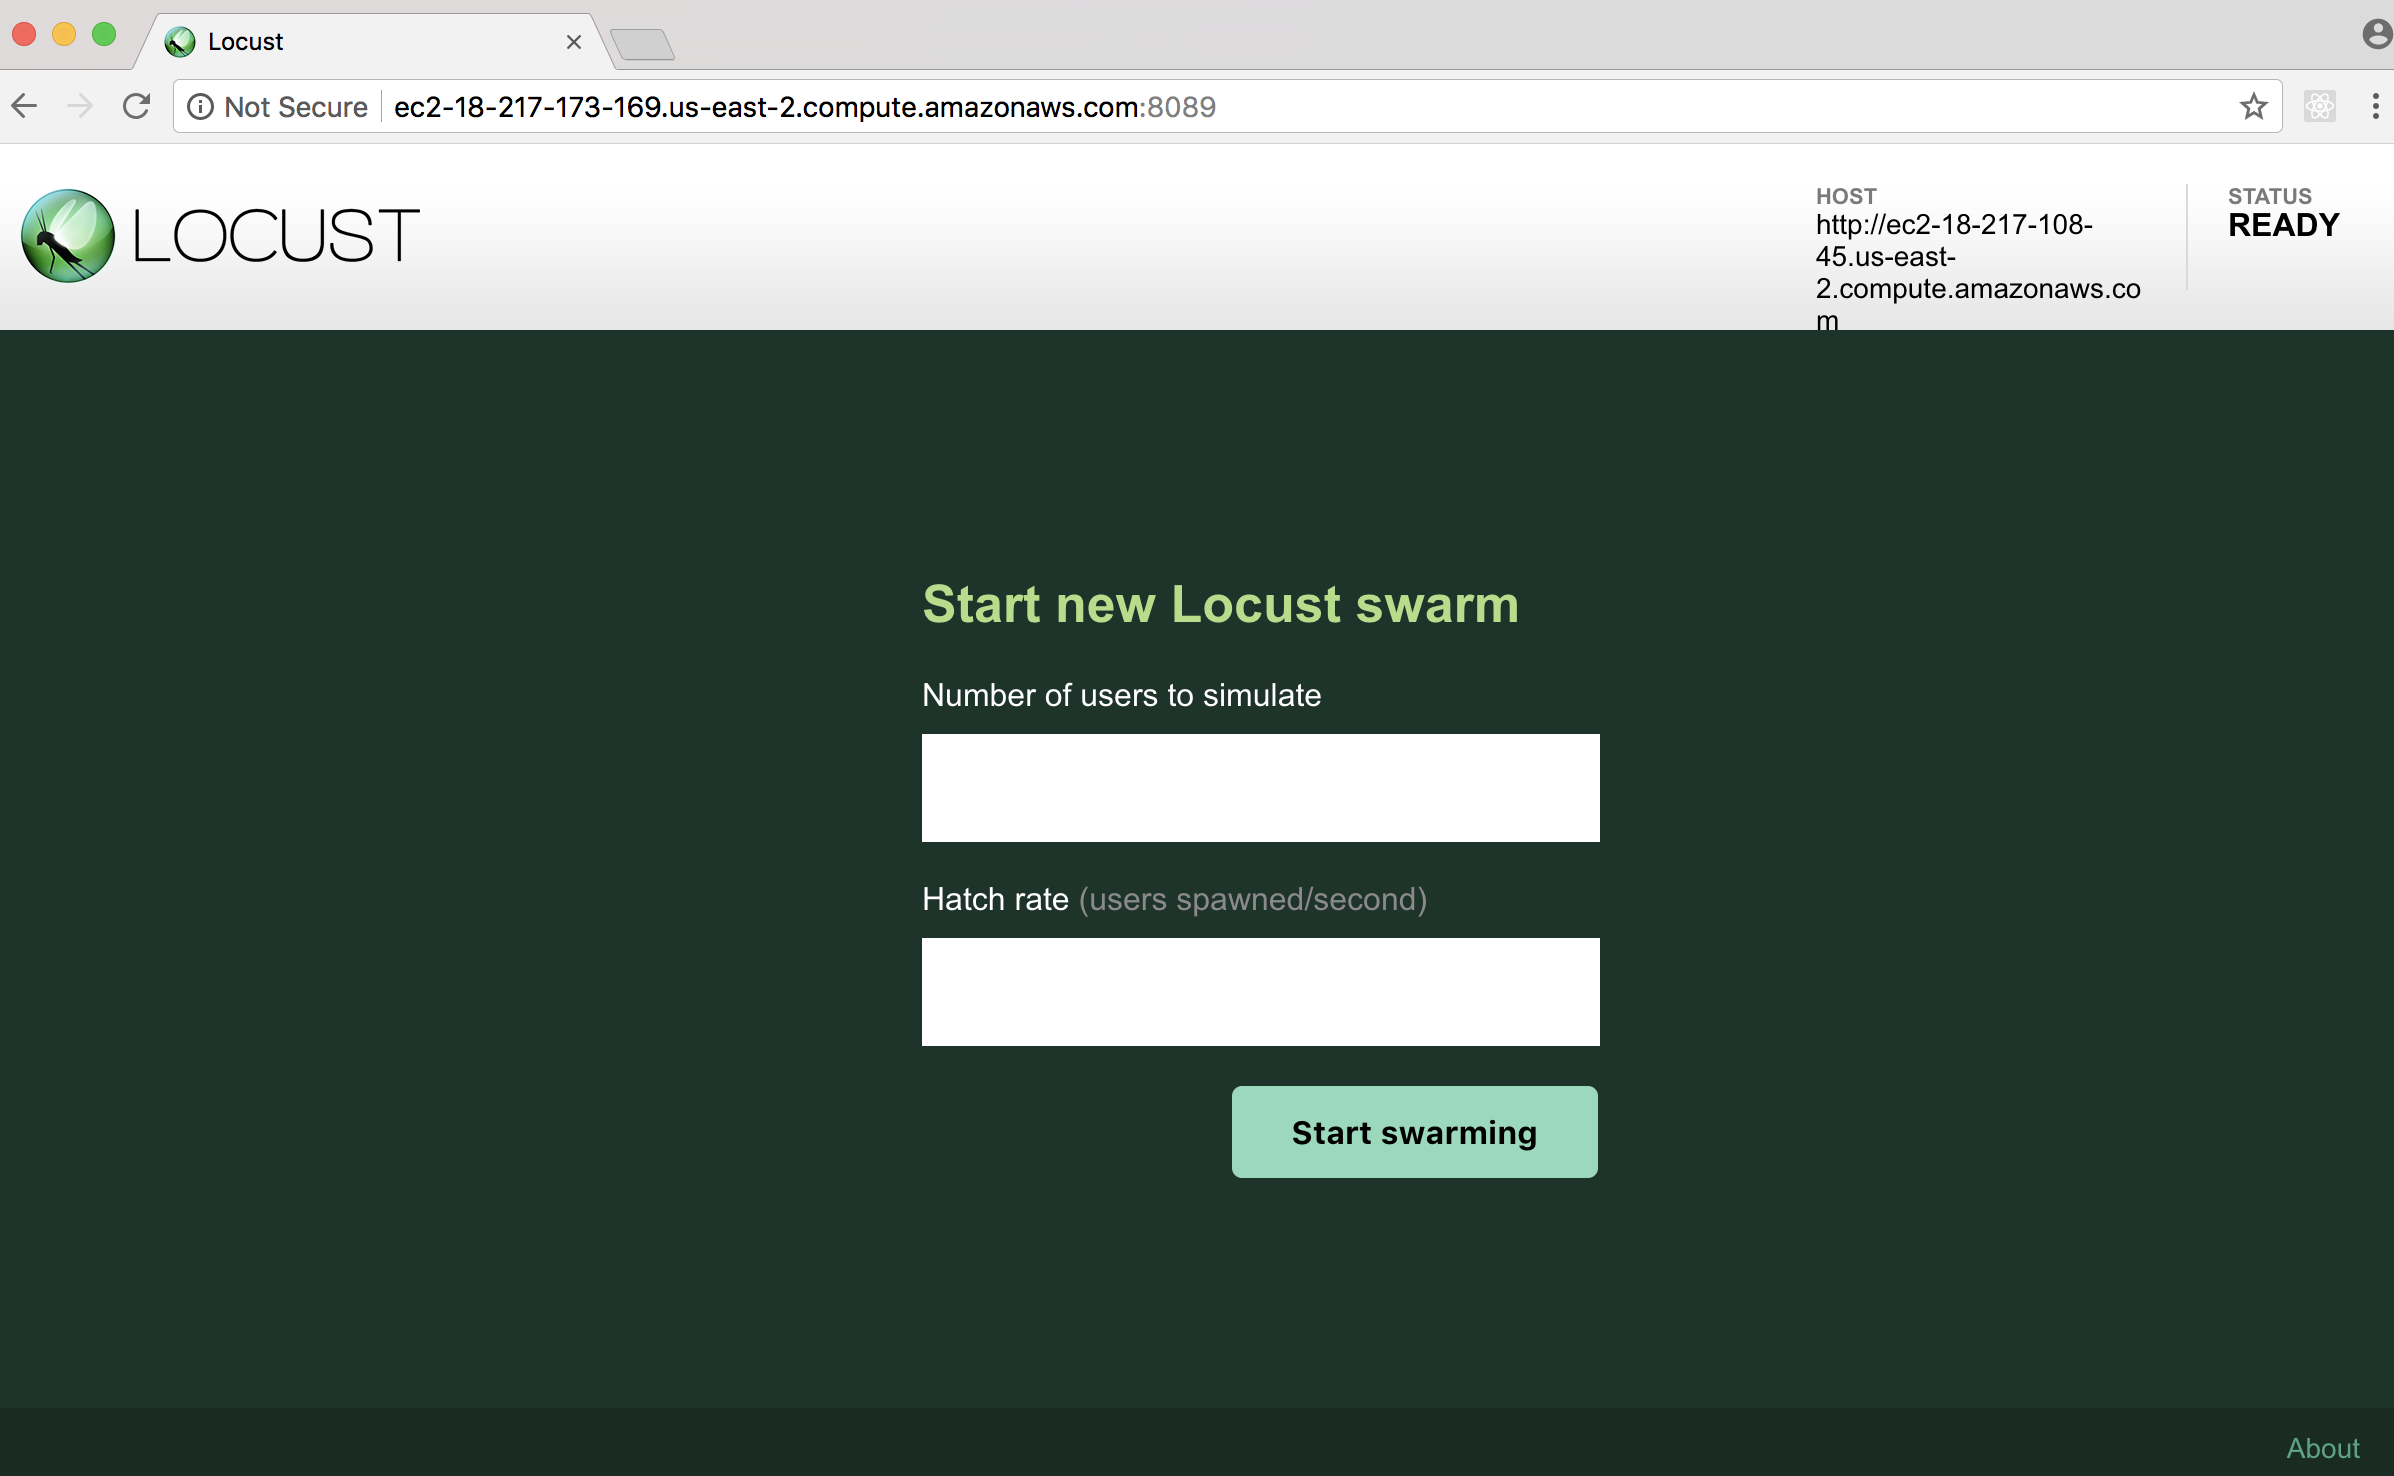 Locust
Not Secure ec2-18-217-173-169.us-east-2.compute.amazonaws.com:8089
LOCUST
HOST
http://ec2-18-217-108-
45.us-east-
2.compute.amazonaws.co
m
STATUS
READY
Start new Locust swarm
Number of users to simulate
Hatch rate (users spawned/second)
Start swarming
About